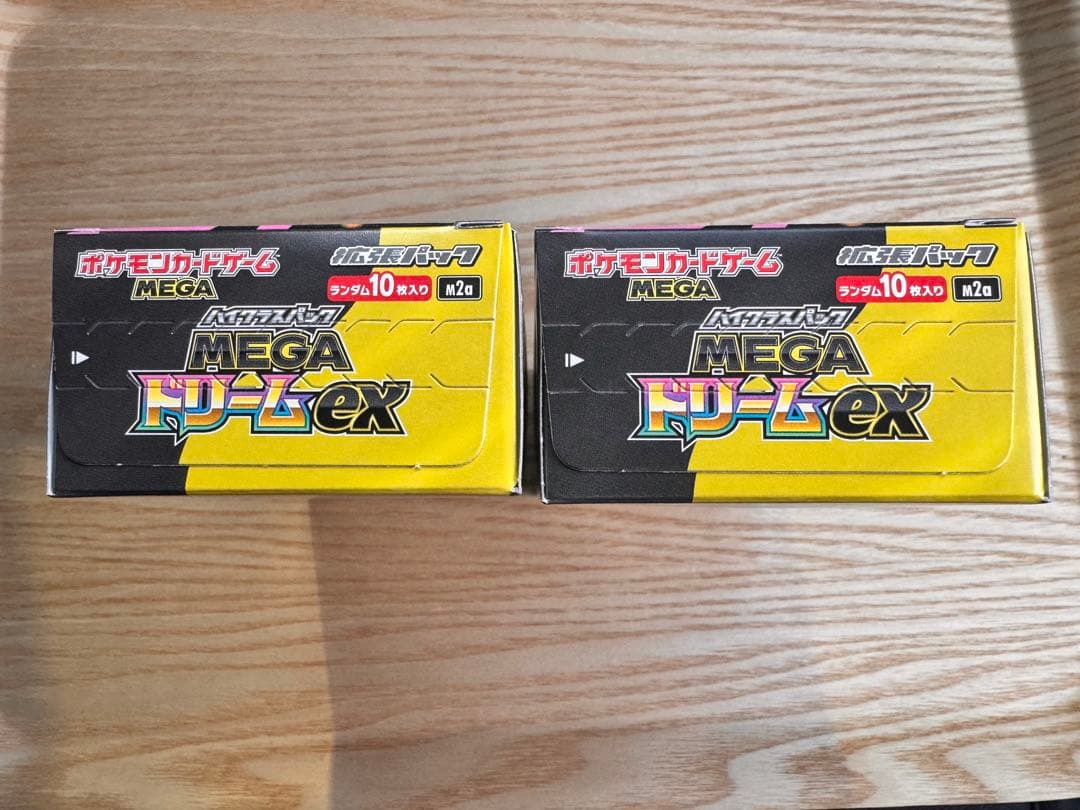 ポケモンカードゲーム
MEGA
拡張パック
ランダム10枚入り
M2a
ハイクラスパック
MEGA
ドリームex
ポケモンカードゲーム
MEGA
拡張パック
ランダム10枚入り
M2a
ハイクラスパック
MEGA
ドリームex